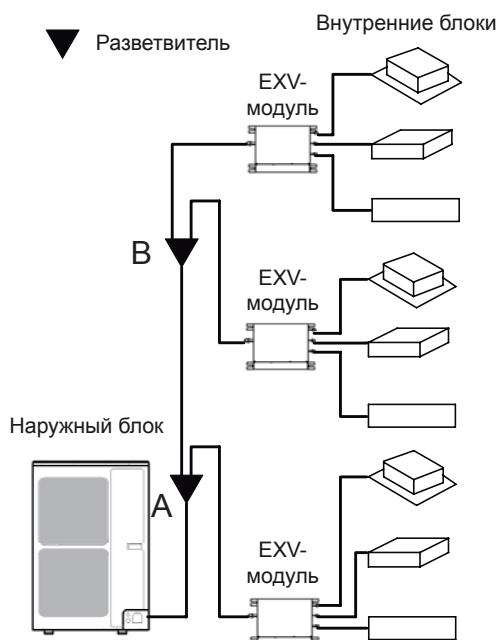 Внутренние блоки
Разветвитель
EXV-
модуль
B
EXV-
модуль
Наружный блок
A
EXV-
модуль